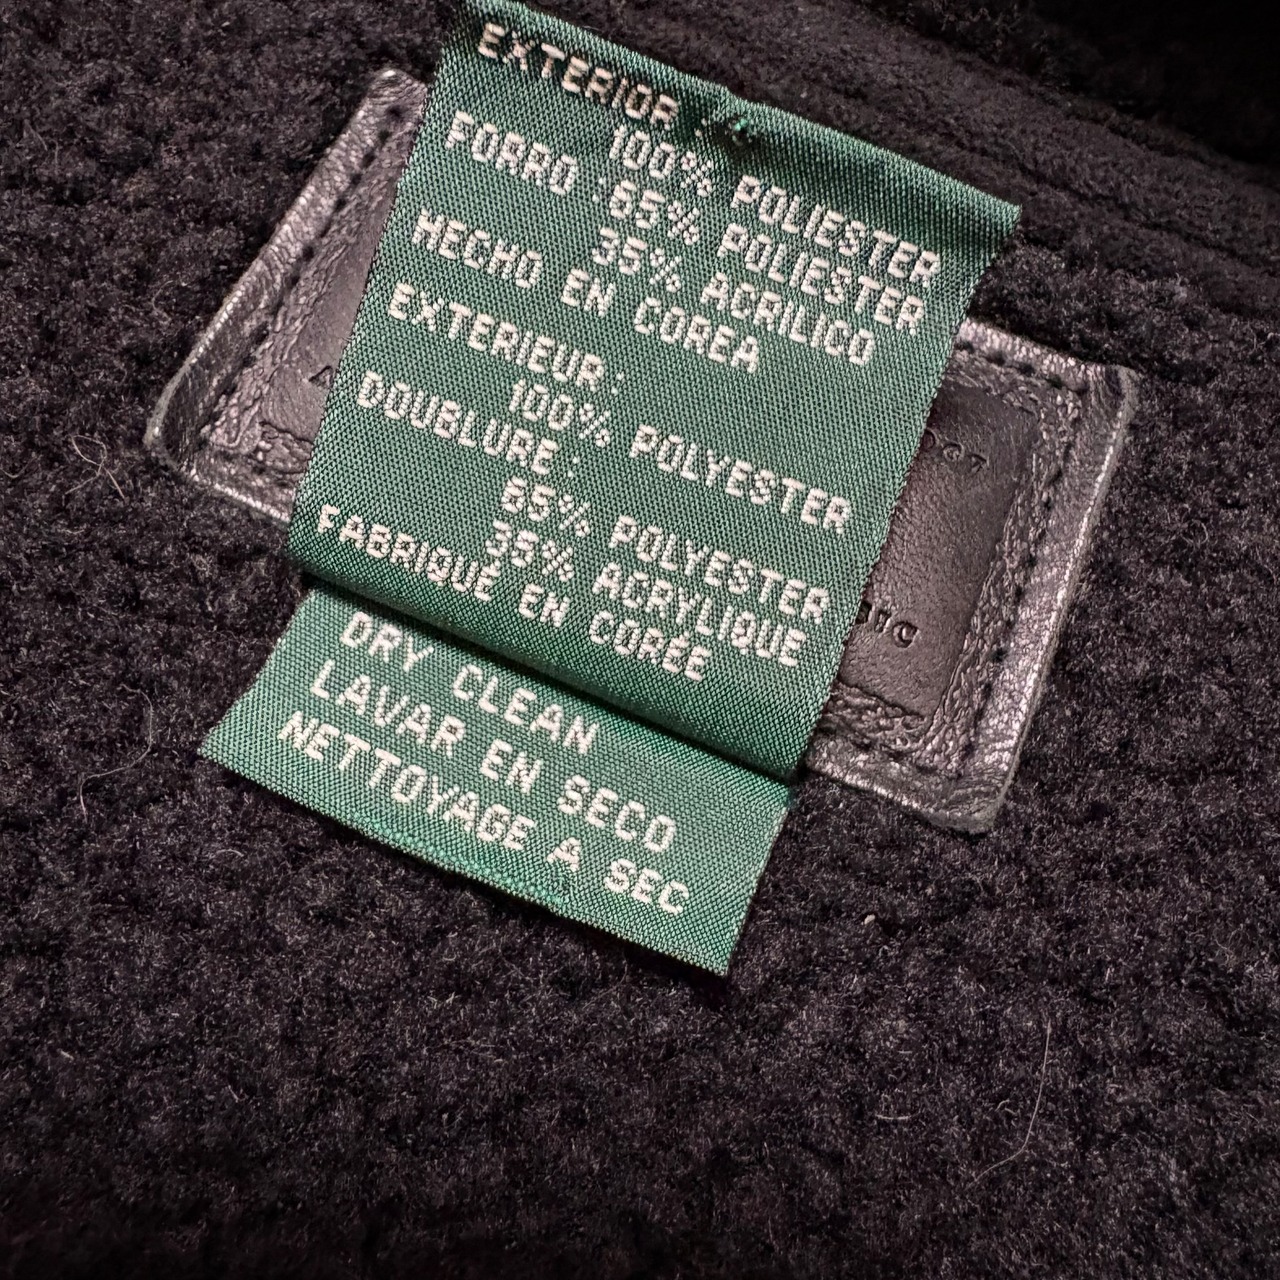 EXTERIOR :
100% POLIESTER
FORRO : 65% POLIESTER
35% ACRILICO
HECHO EN COREA
EXTERIEUR :
100% POLYESTER
DOUBLURE :
65% POLYESTER
35% ACRYLIQUE
FABRIQUÉ EN CORÉE
DRY CLEAN
LAVAR EN SECO
NETTOYAGE A SEC